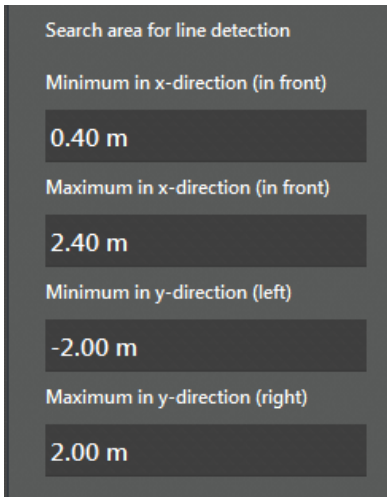 Search area for line detection
Minimum in x-direction (in front)
0.40 m
Maximum in x-direction (in front)
2.40 m
Minimum in y-direction (left)
-2.00 m
Maximum in y-direction (right)
2.00 m